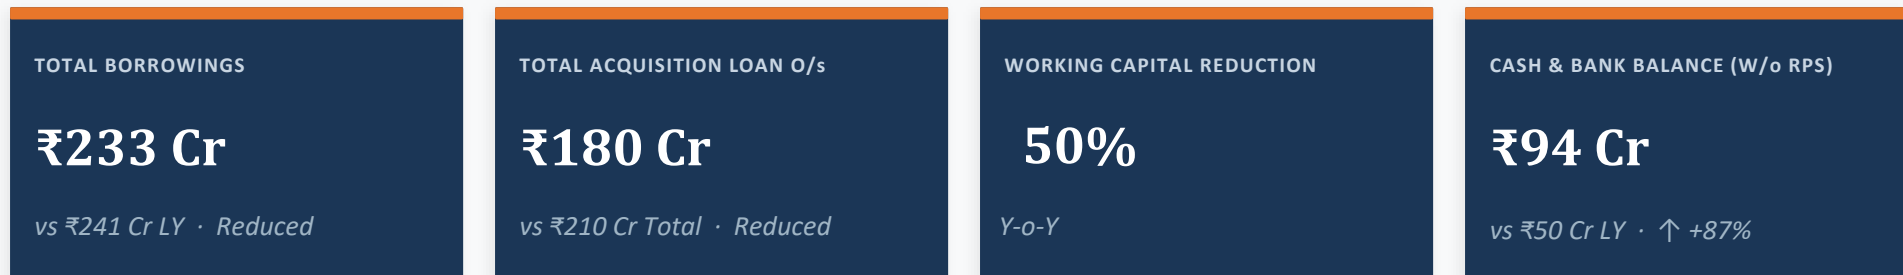 TOTAL BORROWINGS
₹233 Cr
vs ₹241 Cr LY · Reduced
TOTAL ACQUISITION LOAN O/s
₹180 Cr
vs ₹210 Cr Total · Reduced
WORKING CAPITAL REDUCTION
50%
Y-o-Y
CASH & BANK BALANCE (W/o RPS)
₹94 Cr
vs ₹50 Cr LY · ↑ +87%